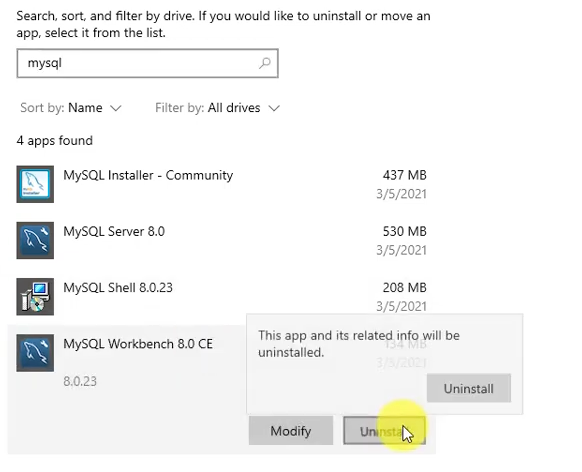 Search, sort, and filter by drive. If you would like to uninstall or move an
app, select it from the list.
mysql
Sort by: Name Filter by: All drives
4 apps found
MySQL Installer - Community 437 MB
3/5/2021
MySQL Server 8.0 530 MB
3/5/2021
MySQL Shell 8.0.23 208 MB
3/5/2021
This app and its related info will be
uninstalled.
MySQL Workbench 8.0 CE 134 MB
3/5/2021
8.0.23
Uninstall
Modify Uninstall